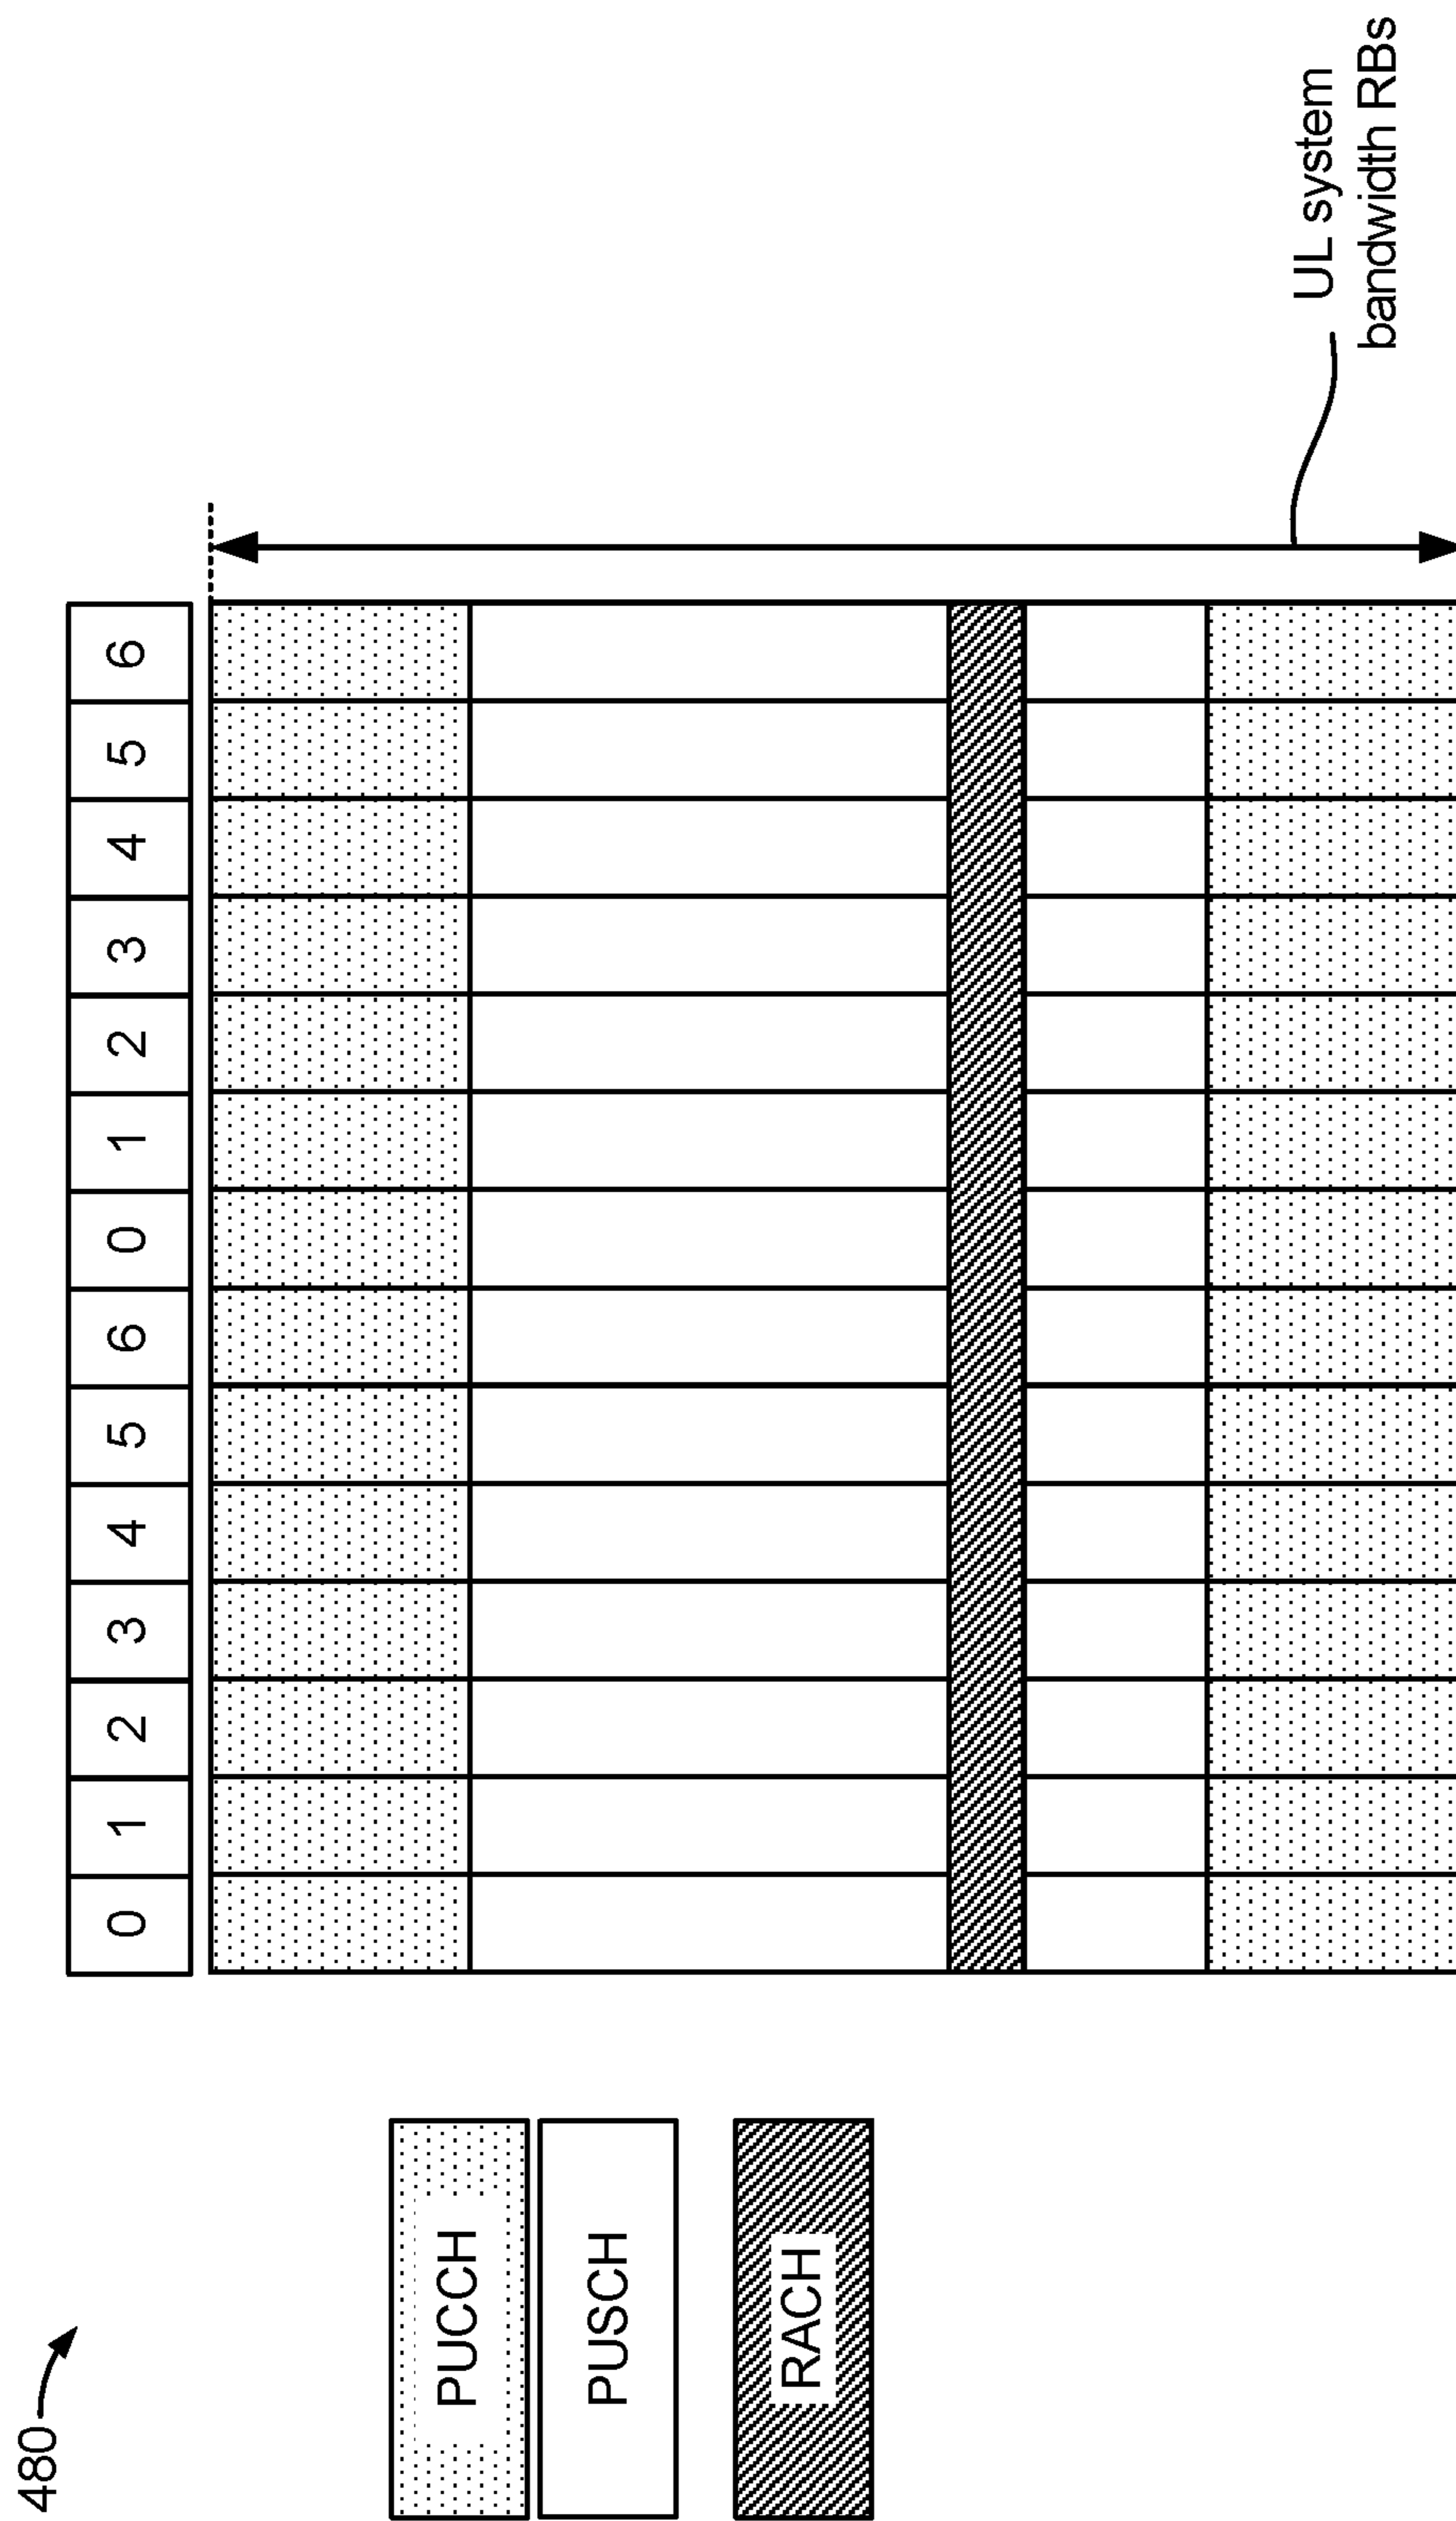 480
0 1 2 3 4 5 6 0 1 2 3 4 5 6
PUCCH
PUSCH
RACH
UL system
bandwidth RBs